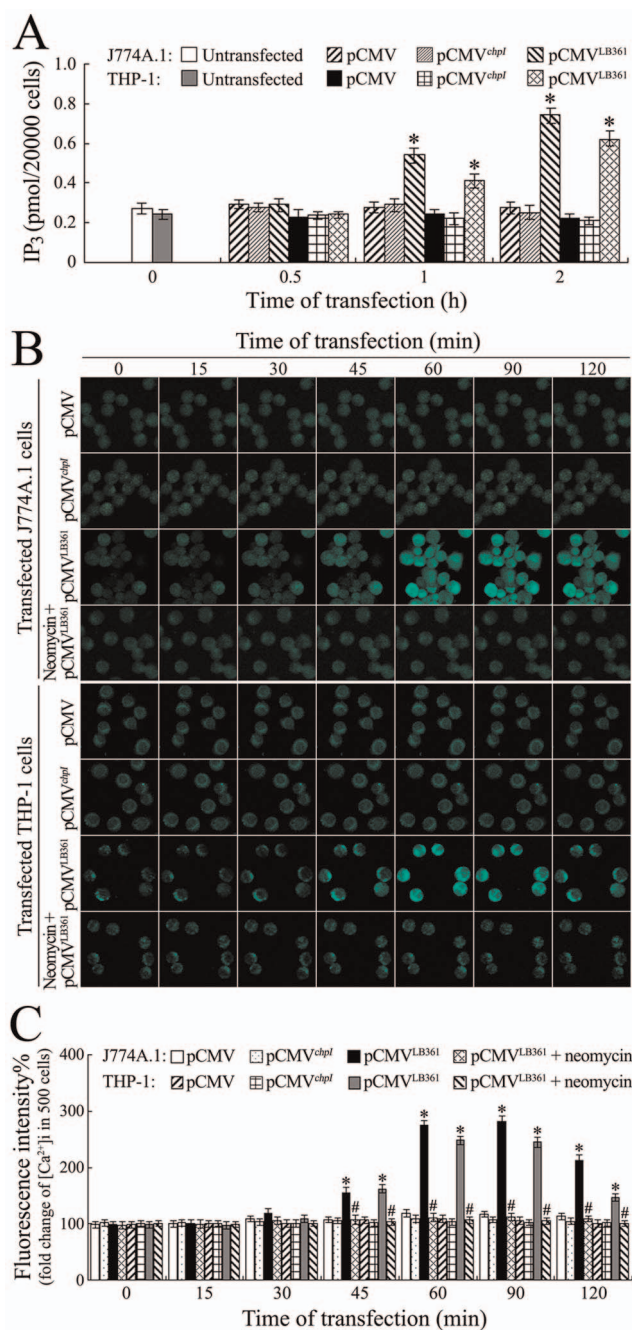 A
J774A.1: Untransfected pCMV pCMVchpI pCMVLB361
THP-1: Untransfected pCMV pCMVchpI pCMVLB361
IP3 (pmol/20000 cells)
1.0
0.8
0.6
0.4
0.2
0
* * * *
0 0.5 1 2
Time of transfection (h)
B
Time of transfection (min)
0 15 30 45 60 90 120
Transfected J774A.1 cells
pCMV
pCMVchpI
pCMVLB361
Neomycin+
pCMVLB361
Transfected THP-1 cells
pCMV
pCMVchpI
pCMVLB361
Neomycin+
pCMVLB361
C
J774A.1: pCMV pCMVchpI pCMVLB361 pCMVLB361 + neomycin
THP-1: pCMV pCMVchpI pCMVLB361 pCMVLB361 + neomycin
Fluorescence intensity%
(fold change of [Ca2+]i in 500 cells)
400
300
200
100
0
* # * # * # * # * # * # * # * #
0 15 30 45 60 90 120
Time of transfection (min)